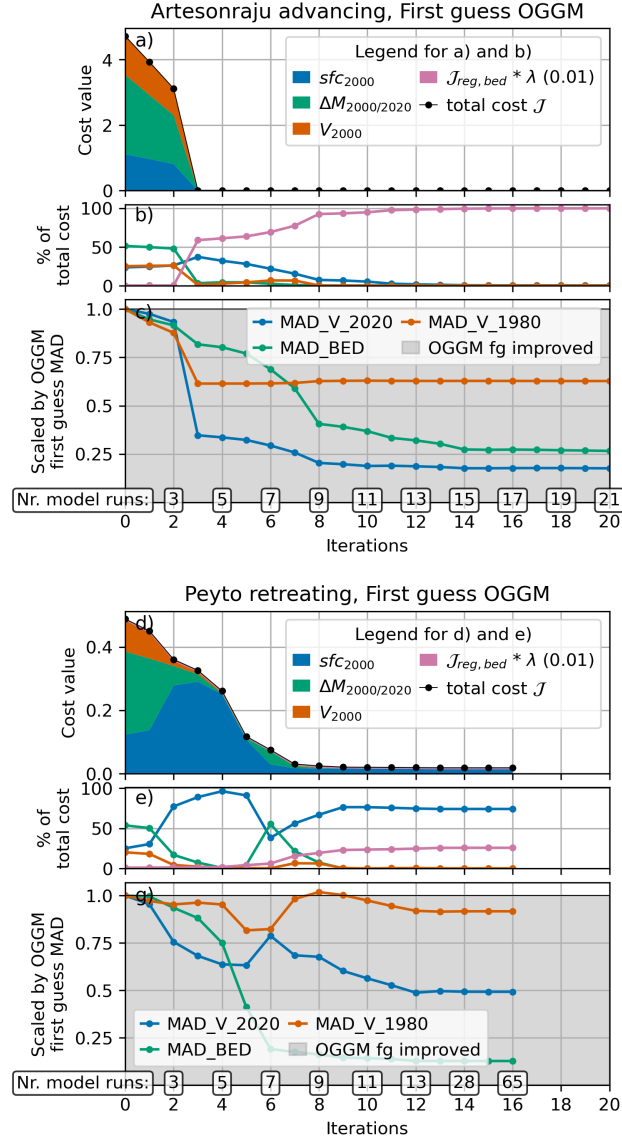 Artesonraju advancing, First guess OGGM
a)
Legend for a) and b)
sfc2000
ΔM2000/2020
V2000
𝒥reg, bed * λ (0.01)
total cost 𝒥
Cost value
4
2
0
b)
% of
total cost
100
50
0
c)
MAD_V_2020
MAD_V_1980
MAD_BED
OGGM fg improved
Scaled by OGGM
first guess MAD
1.0
0.75
0.5
0.25
Nr. model runs: 3 5 7 9 11 13 15 17 19 21
0 2 4 6 8 10 12 14 16 18 20
Iterations
Peyto retreating, First guess OGGM
d)
Legend for d) and e)
sfc2000
ΔM2000/2020
V2000
𝒥reg, bed * λ (0.01)
total cost 𝒥
Cost value
0.4
0.2
0.0
e)
% of
total cost
100
50
0
g)
MAD_V_2020
MAD_V_1980
MAD_BED
OGGM fg improved
Scaled by OGGM
first guess MAD
1.0
0.75
0.5
0.25
Nr. model runs: 3 5 7 9 11 13 28 65
0 2 4 6 8 10 12 14 16 18 20
Iterations